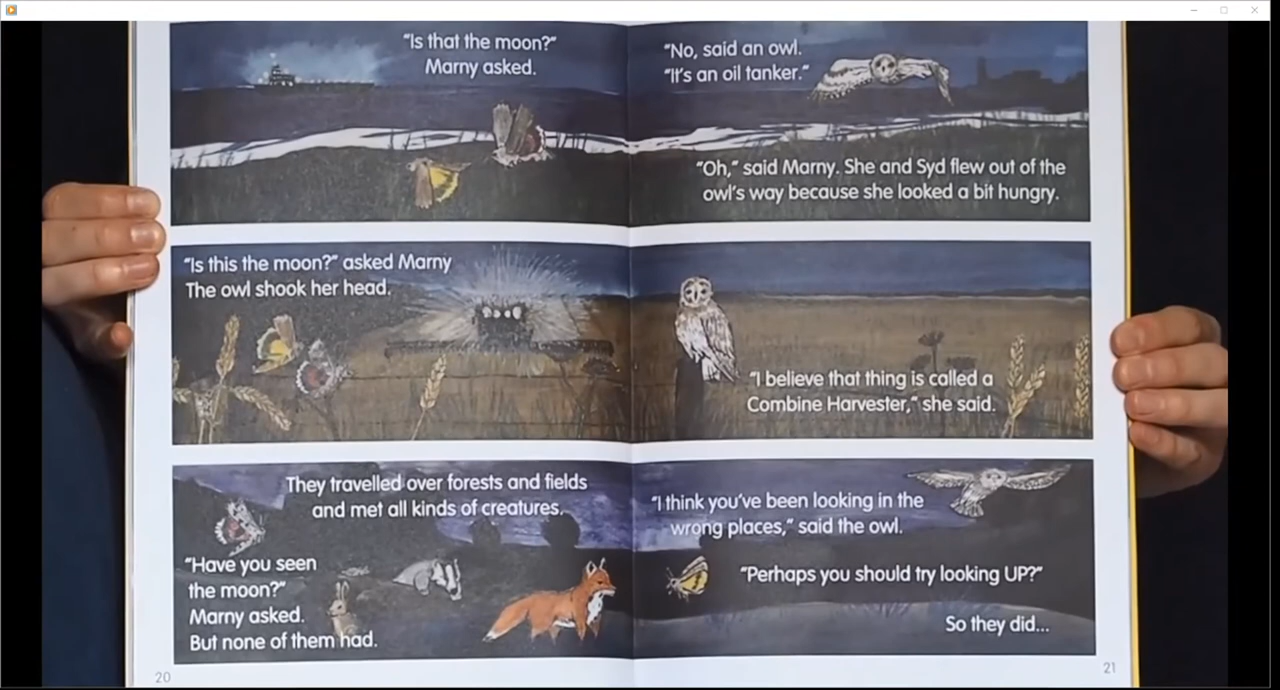 "Is that the moon?"
Marny asked.
"No, said an owl.
"It's an oil tanker."
"Oh," said Marny. She and Syd flew out of the
owl's way because she looked a bit hungry.
"Is this the moon?" asked Marny
The owl shook her head.
"I believe that thing is called a
Combine Harvester," she said.
They travelled over forests and fields
and met all kinds of creatures.
"Have you seen
the moon?"
Marny asked.
But none of them had.
"I think you've been looking in the
wrong places," said the owl.
"Perhaps you should try looking UP?"
So they did...
20
21